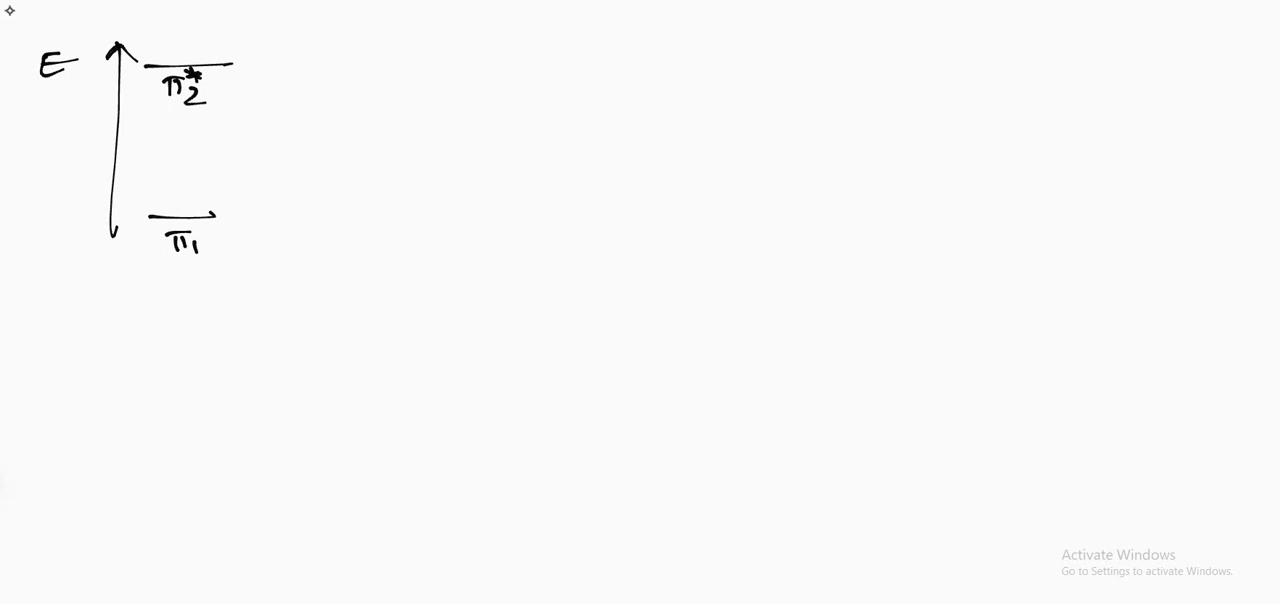 E
π₂*
π₁
Activate Windows
Go to Settings to activate Windows.